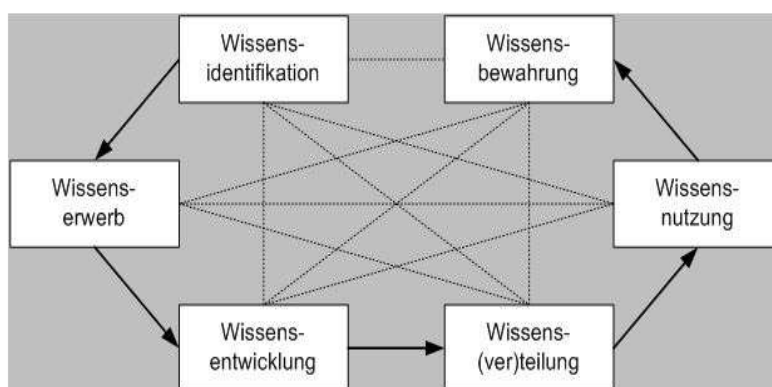 Wissens-
identifikation
Wissens-
bewahrung
Wissens-
erwerb
Wissens-
nutzung
Wissens-
entwicklung
Wissens-
(ver)teilung